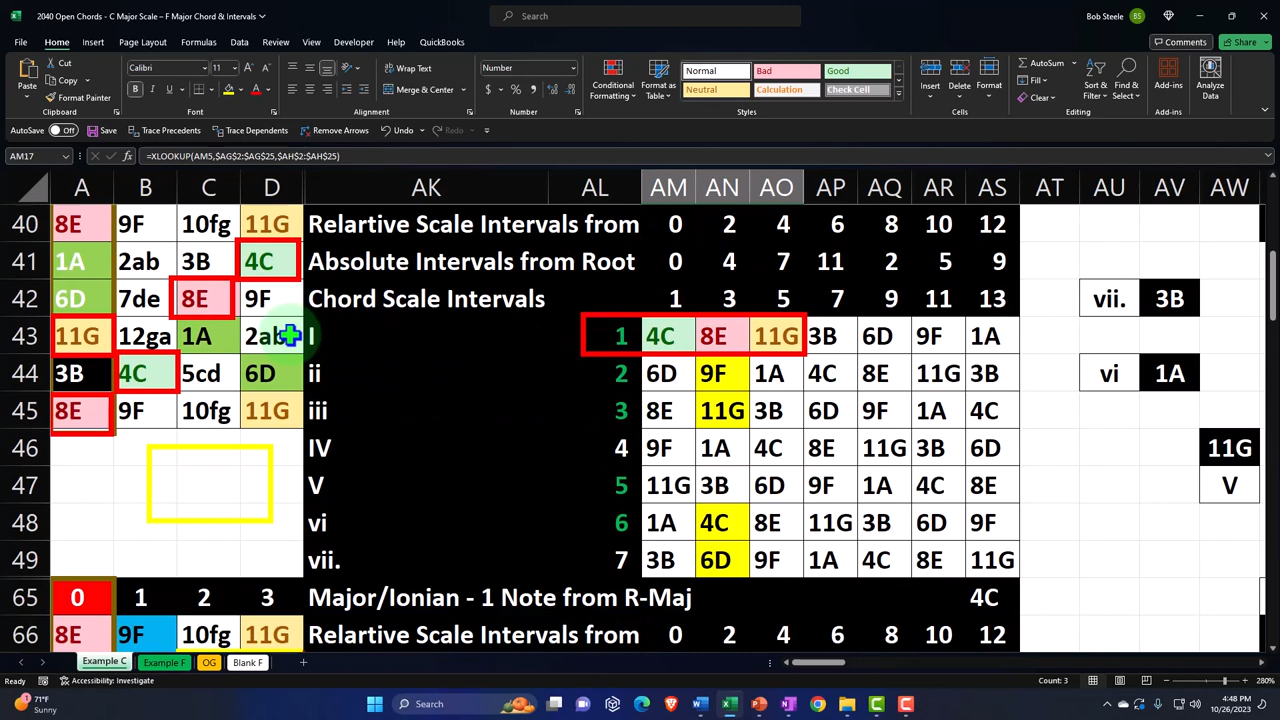 2040 Open Chords - C Major Scale – F Major Chord & Intervals
Search
Bob Steele BS
File Home Insert Page Layout Formulas Data Review View Developer Help QuickBooks
Comments Share
Cut
Copy
Format Painter
Paste
Clipboard
Calibri 11
B I U
Font
Wrap Text
Merge & Center
Alignment
Number
$ % 9
Number
Conditional Formatting
Format as Table
Normal Bad Good
Neutral Calculation Check Cell
Styles
Insert Delete Format
Cells
AutoSum
Fill
Clear
Sort & Filter
Find & Select
Editing
Add-ins
Add-ins
Analyze Data
AutoSave Off Save Trace Precedents Trace Dependents Remove Arrows Undo Redo
AM17 fx =XLOOKUP(AM5,$AG$2:$AG$25,$AH$2:$AH$25)
A B C D AK AL AM AN AO AP AQ AR AS AT AU AV AW
40 8E 9F 10fg 11G Relartive Scale Intervals from 0 2 4 6 8 10 12
41 1A 2ab 3B 4C Absolute Intervals from Root 0 4 7 11 2 5 9
42 6D 7de 8E 9F Chord Scale Intervals 1 3 5 7 9 11 13 vii. 3B
43 11G 12ga 1A 2ab I 1 4C 8E 11G 3B 6D 9F 1A
44 3B 4C 5cd 6D ii 2 6D 9F 1A 4C 8E 11G 3B vi 1A
45 8E 9F 10fg 11G iii 3 8E 11G 3B 6D 9F 1A 4C
46 IV 4 9F 1A 4C 8E 11G 3B 6D 11G
47 V 5 11G 3B 6D 9F 1A 4C 8E V
48 vi 6 1A 4C 8E 11G 3B 6D 9F
49 vii. 7 3B 6D 9F 1A 4C 8E 11G
65 0 1 2 3 Major/Ionian - 1 Note from R-Maj 4C
66 8E 9F 10fg 11G Relartive Scale Intervals from 0 2 4 6 8 10 12
Example C Example F OG Blank F
Ready Accessibility: Investigate Count: 3 280%
71°F
Sunny
Search
4:48 PM
10/26/2023